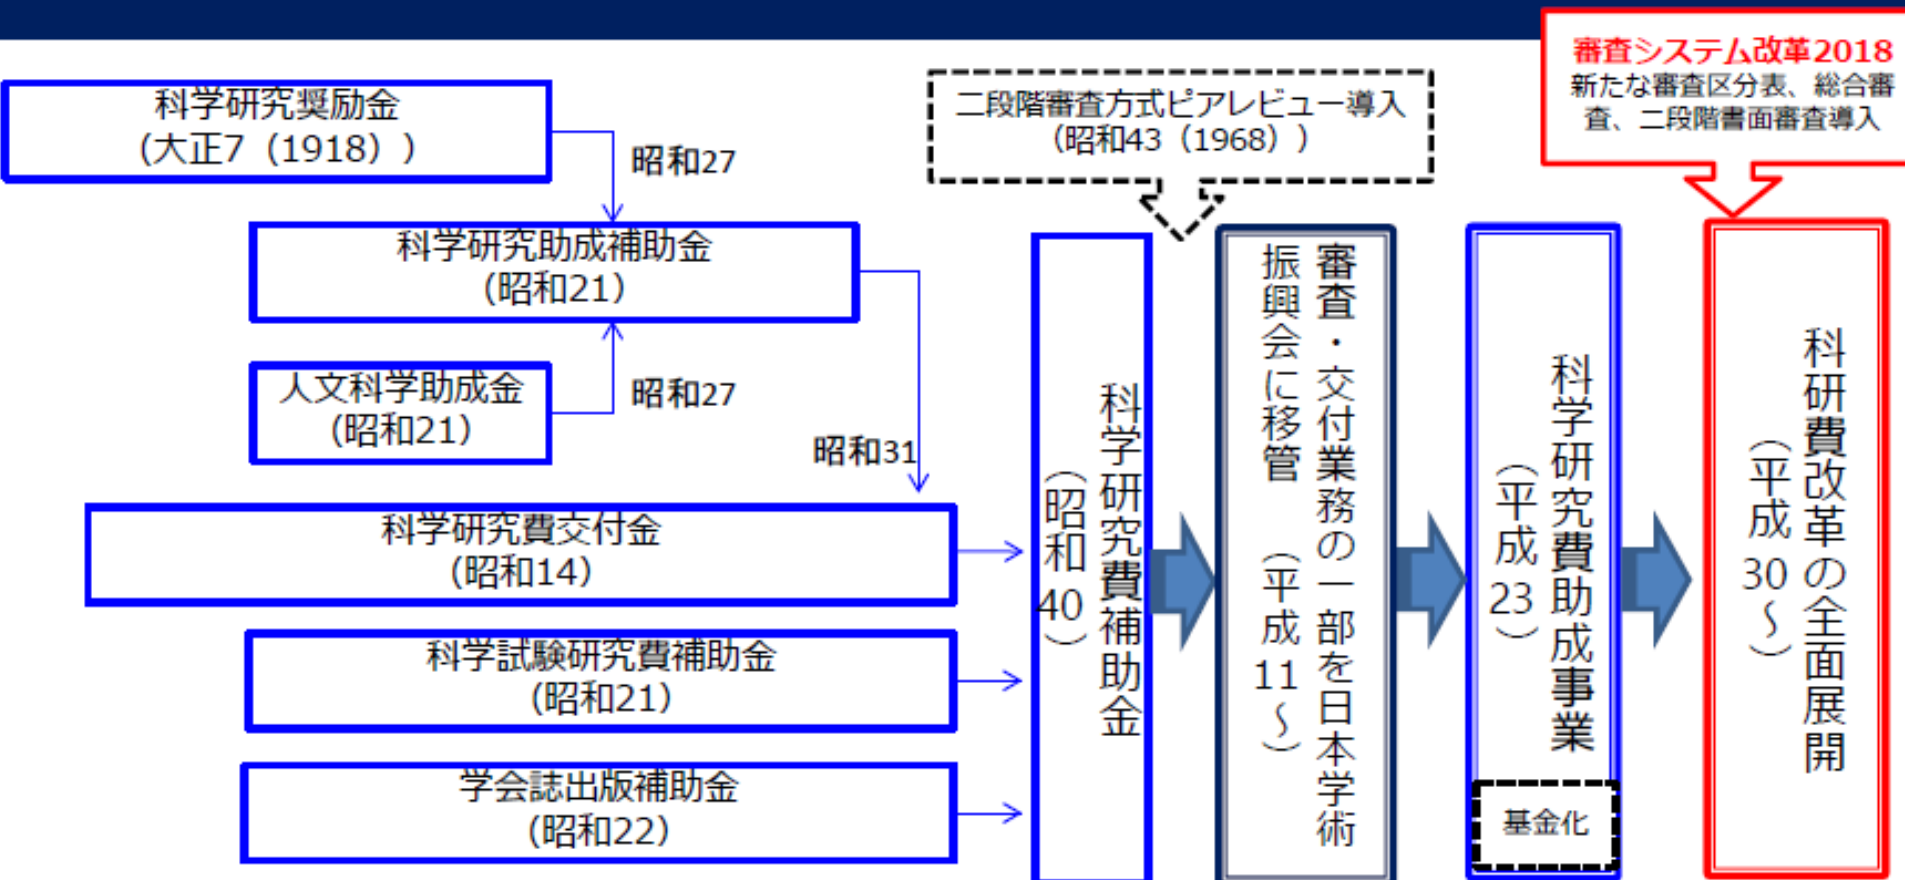 審査システム改革2018
新たな審査区分表、総合審
査、二段階書面審査導入
二段階審査方式ピアレビュー導入
（昭和43（1968））
科学研究奨励金
（大正7（1918））
昭和27
科学研究助成補助金
（昭和21）
人文科学助成金
（昭和21）
昭和27
昭和31
科学研究費交付金
（昭和14）
科学試験研究費補助金
（昭和21）
学会誌出版補助金
（昭和22）
科学研究費補助金
（昭和40）
審査・交付業務の一部を日本学術
振興会に移管　（平成11～）
科学研究費助成事業
（平成23）
基金化
科研費改革の全面展開
（平成30～）